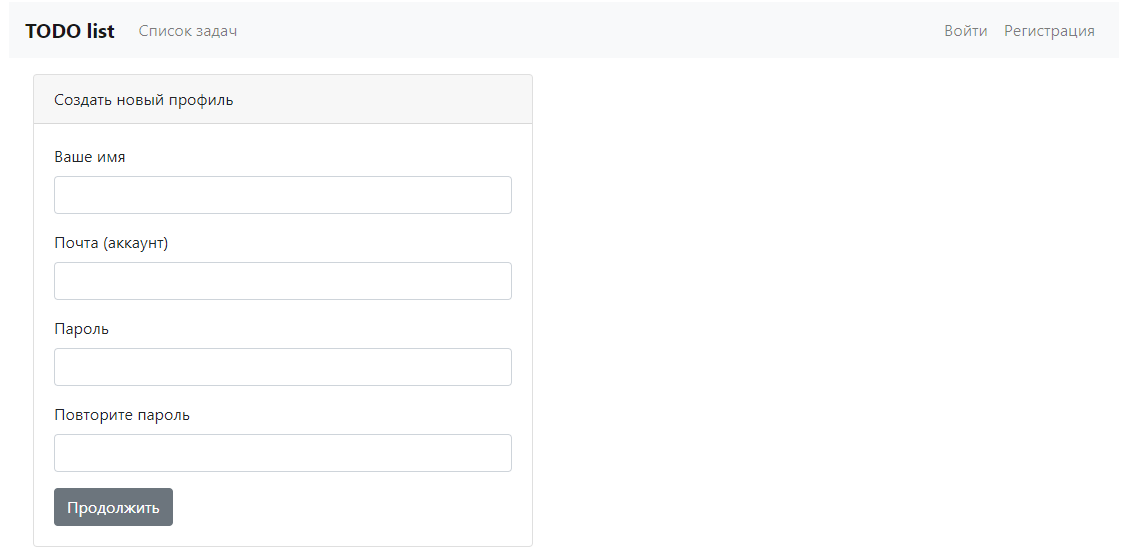 TODO list Список задач Войти Регистрация
Создать новый профиль
Ваше имя
Почта (аккаунт)
Пароль
Повторите пароль
Продолжить